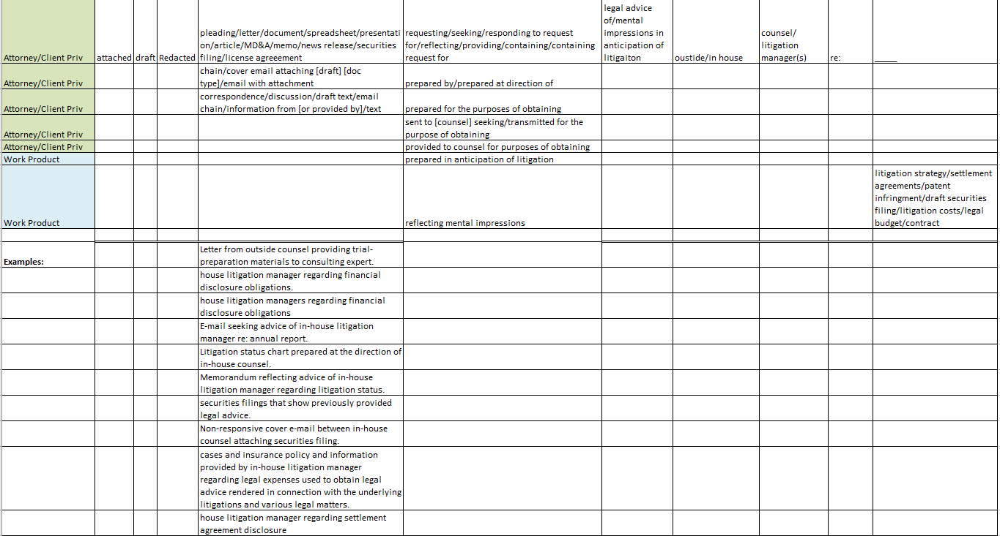 Attorney/Client Priv attached draft Redacted pleading/letter/document/spreadsheet/presentati
on/article/MD&A/memo/news release/securities
filing/license agreeement requesting/seeking/responding to request
for/reflecting/providing/containing/containing
request for legal advice
of/mental
impressions in
anticipation of
litigaiton oustide/in house counsel/
litigation
manager(s) re: _____
Attorney/Client Priv chain/cover email attaching [draft] [doc
type]/email with attachment prepared by/prepared at direction of
Attorney/Client Priv correspondence/discussion/draft text/email
chain/information from [or provided by]/text prepared for the purposes of obtaining
Attorney/Client Priv sent to [counsel] seeking/transmitted for the
purpose of obtaining
Attorney/Client Priv provided to counsel for purposes of obtaining
Work Product prepared in anticipation of litigation
Work Product reflecting mental impressions litigation strategy/settlement
agreements/patent
infringment/draft securities
filing/litigation costs/legal
budget/contract
Examples: Letter from outside counsel providing trial-
preparation materials to consulting expert.
house litigation manager regarding financial
disclosure obligations.
house litigation managers regarding financial
disclosure obligations
E-mail seeking advice of in-house litigation
manager re: annual report.
Litigation status chart prepared at the direction of
in-house counsel.
Memorandum reflecting advice of in-house
litigation manager regarding litigation status.
securities filings that show previously provided
legal advice.
Non-responsive cover e-mail between in-house
counsel attaching securities filing.
cases and insurance policy and information
provided by in-house litigation manager
regarding legal expenses used to obtain legal
advice rendered in connection with the underlying
litigations and various legal matters.
house litigation manager regarding settlement
agreement disclosure